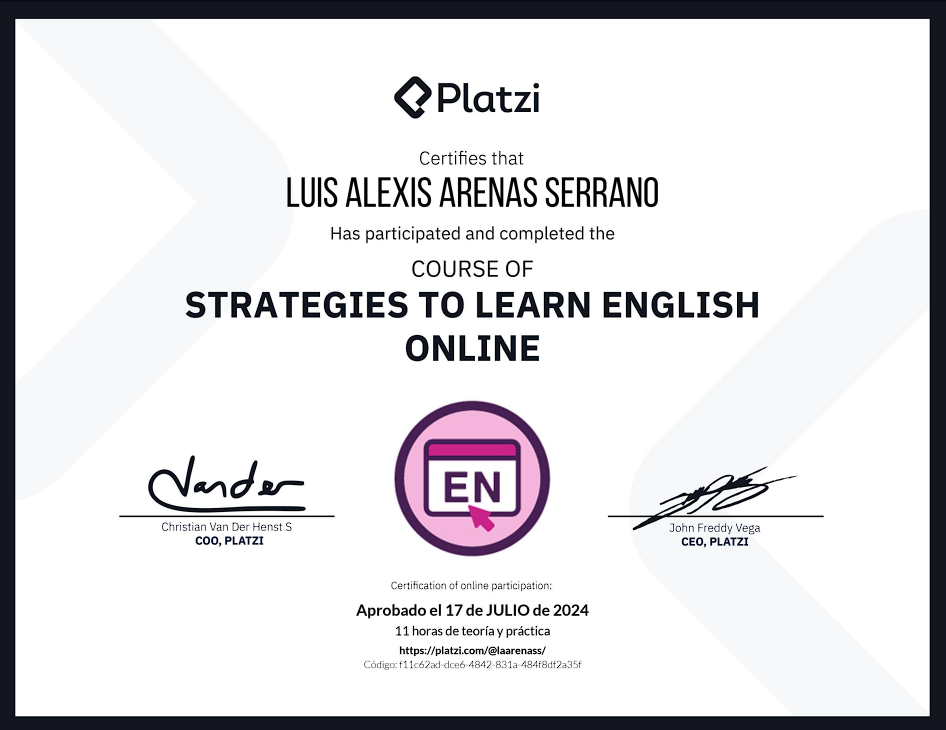 Platzi
Certifies that
LUIS ALEXIS ARENAS SERRANO
Has participated and completed the
COURSE OF
STRATEGIES TO LEARN ENGLISH
ONLINE
EN
Vander
Christian Van Der Henst S
COO, PLATZI
John Freddy Vega
CEO, PLATZI
Certification of online participation:
Aprobado el 17 de JULIO de 2024
11 horas de teoría y práctica
https://platzi.com/@laarenass/
Código: f11c62ad-dce6-4842-831a-484f8df2a35f